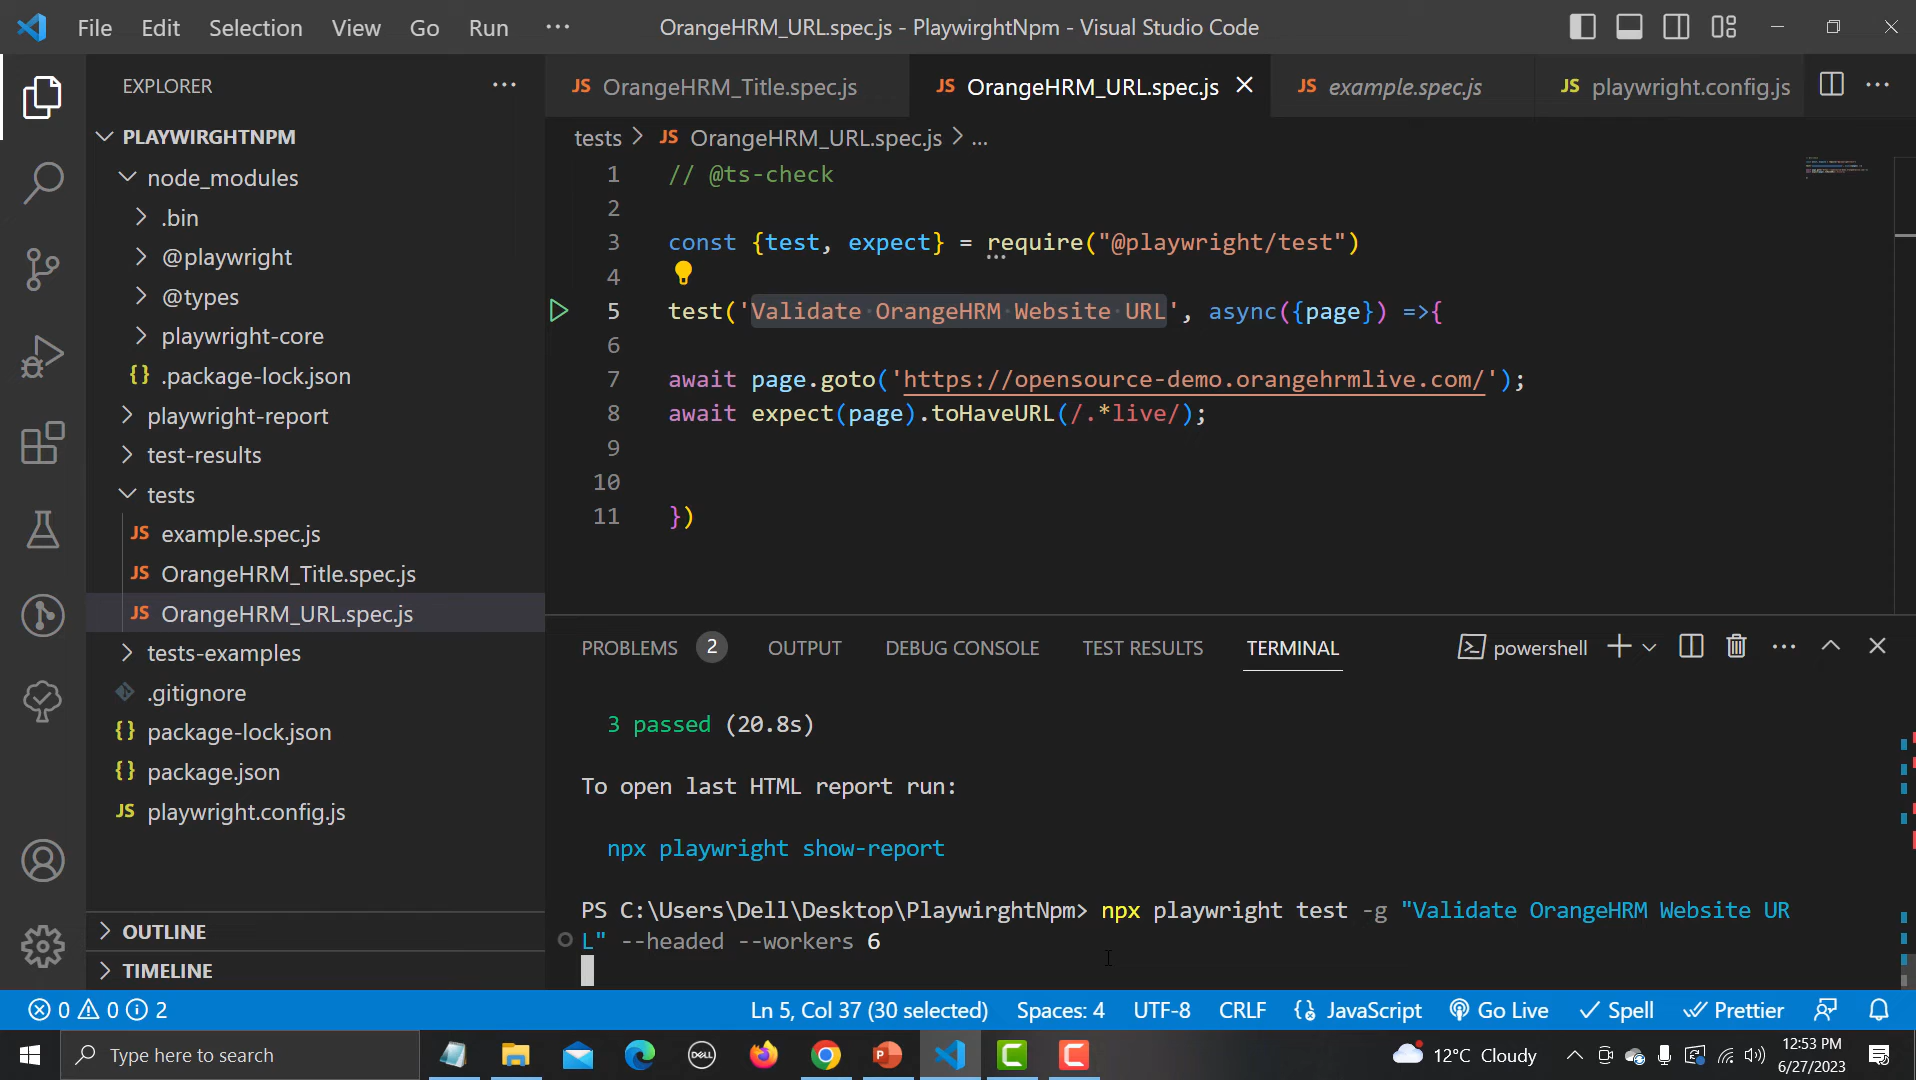 File Edit Selection View Go Run ··· OrangeHRM_URL.spec.js - PlaywirghtNpm - Visual Studio Code
EXPLORER ···
JS OrangeHRM_Title.spec.js JS OrangeHRM_URL.spec.js JS example.spec.js JS playwright.config.js ···
PLAYWIRGHTNPM
node_modules
.bin
@playwright
@types
playwright-core
{} .package-lock.json
playwright-report
test-results
tests
JS example.spec.js
JS OrangeHRM_Title.spec.js
JS OrangeHRM_URL.spec.js
tests-examples
.gitignore
{} package-lock.json
{} package.json
JS playwright.config.js
OUTLINE
TIMELINE
tests > JS OrangeHRM_URL.spec.js > ...
1 // @ts-check
2
3 const {test, expect} = require("@playwright/test")
4
5 test('Validate·OrangeHRM·Website·URL', async({page}) =>{
6
7 await page.goto('https://opensource-demo.orangehrmlive.com/');
8 await expect(page).toHaveURL(/.*live/);
9
10
11 })
PROBLEMS 2 OUTPUT DEBUG CONSOLE TEST RESULTS TERMINAL powershell ···
3 passed (20.8s)
To open last HTML report run:
npx playwright show-report
PS C:\Users\Dell\Desktop\PlaywirghtNpm> npx playwright test -g "Validate OrangeHRM Website UR
L" --headed --workers 6
0 0 2 Ln 5, Col 37 (30 selected) Spaces: 4 UTF-8 CRLF {} JavaScript Go Live Spell Prettier
Type here to search DELL 12°C Cloudy 12:53 PM
6/27/2023